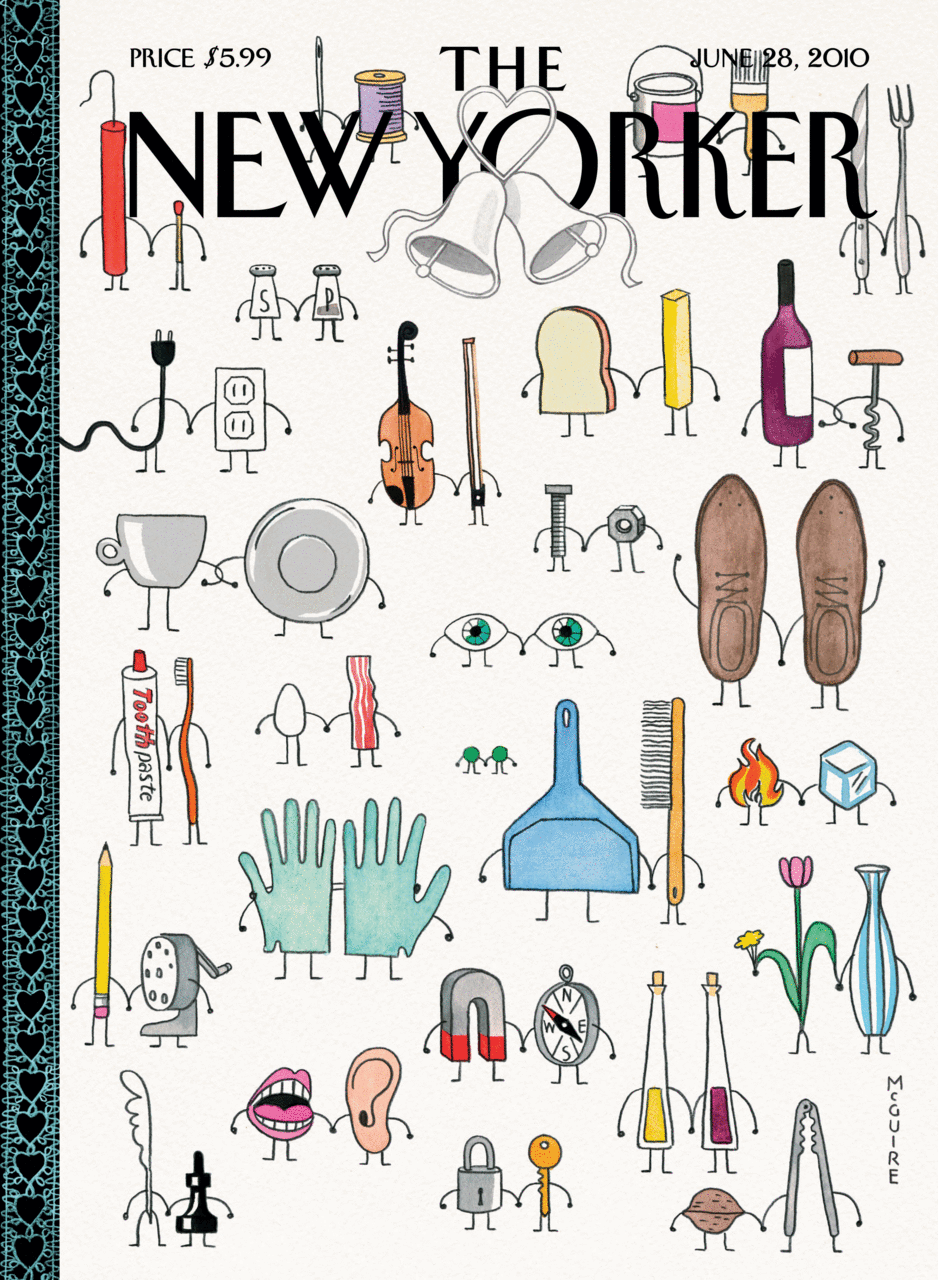 PRICE $5.99
THE
JUNE 28, 2010
NEW YORKER
S P
Tooth paste
N
W E
S
McGUIRE